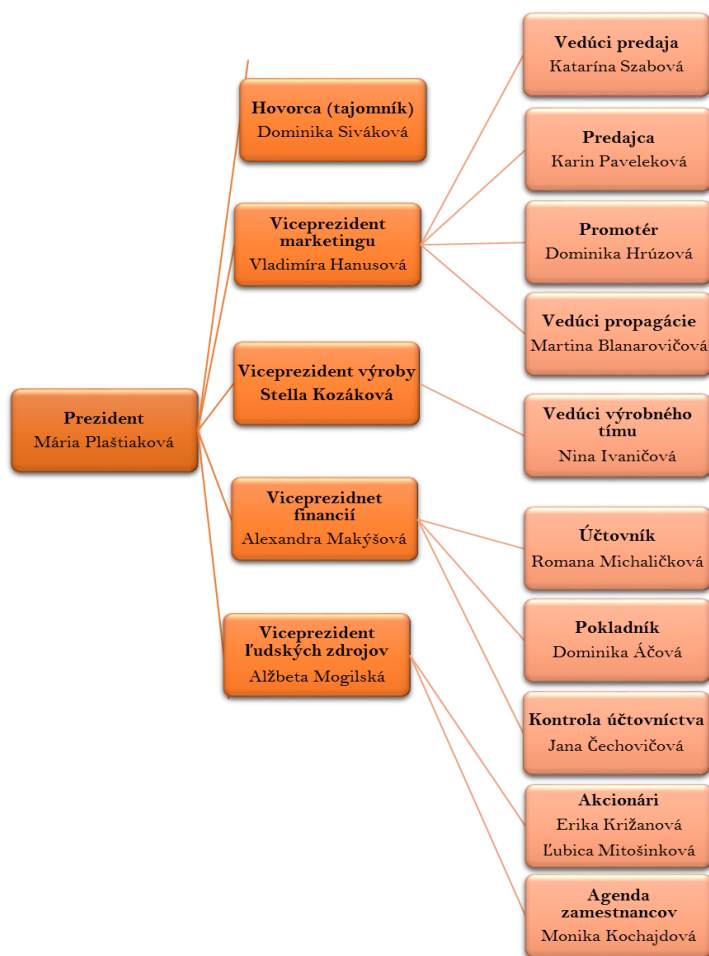 Prezident
Mária Plaštiaková
Hovorca (tajomník)
Dominika Siváková
Viceprezident
marketingu
Vladimíra Hanusová
Viceprezident výroby
Stella Kozáková
Viceprezidnet
financií
Alexandra Makýšová
Viceprezident
ľudských zdrojov
Alžbeta Mogilská
Vedúci predaja
Katarína Szabová
Predajca
Karin Paveleková
Promotér
Dominika Hrúzová
Vedúci propagácie
Martina Blanarovičová
Vedúci výrobného
tímu
Nina Ivaničová
Účtovník
Romana Michaličková
Pokladník
Dominika Áčová
Kontrola účtovníctva
Jana Čechovičová
Akcionári
Erika Križanová
Ľubica Mitošinková
Agenda
zamestnancov
Monika Kochajdová